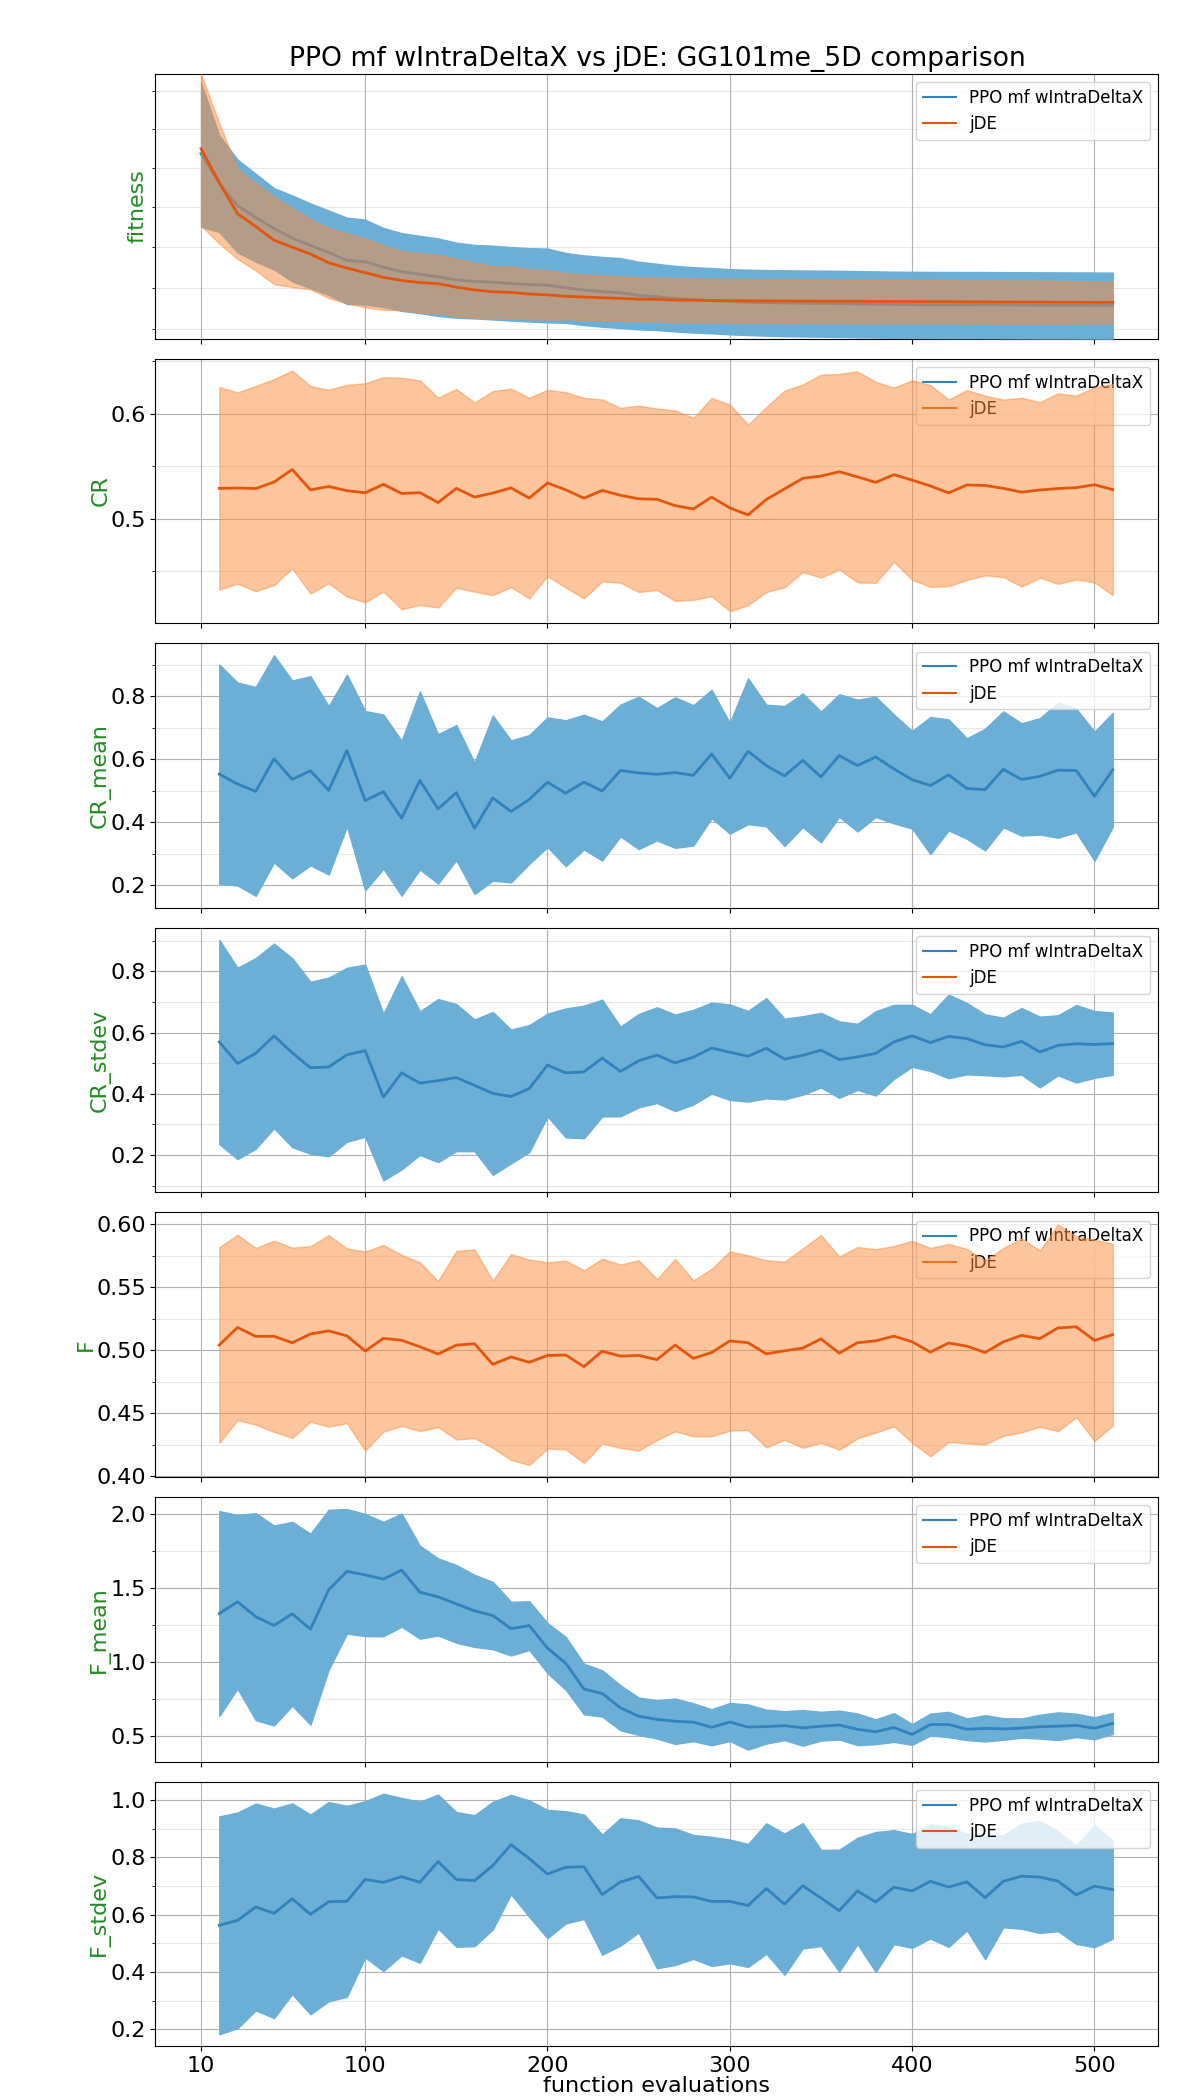 PPO mf wIntraDeltaX vs jDE: GG101me_5D comparison
fitness
PPO mf wIntraDeltaX
jDE
CR
0.6
0.5
PPO mf wIntraDeltaX
jDE
CR_mean
0.8
0.6
0.4
0.2
PPO mf wIntraDeltaX
jDE
CR_stdev
0.8
0.6
0.4
0.2
PPO mf wIntraDeltaX
jDE
F
0.60
0.55
0.50
0.45
0.40
PPO mf wIntraDeltaX
jDE
F_mean
2.0
1.5
1.0
0.5
PPO mf wIntraDeltaX
jDE
F_stdev
1.0
0.8
0.6
0.4
0.2
PPO mf wIntraDeltaX
jDE
10 100 200 300 400 500
function evaluations